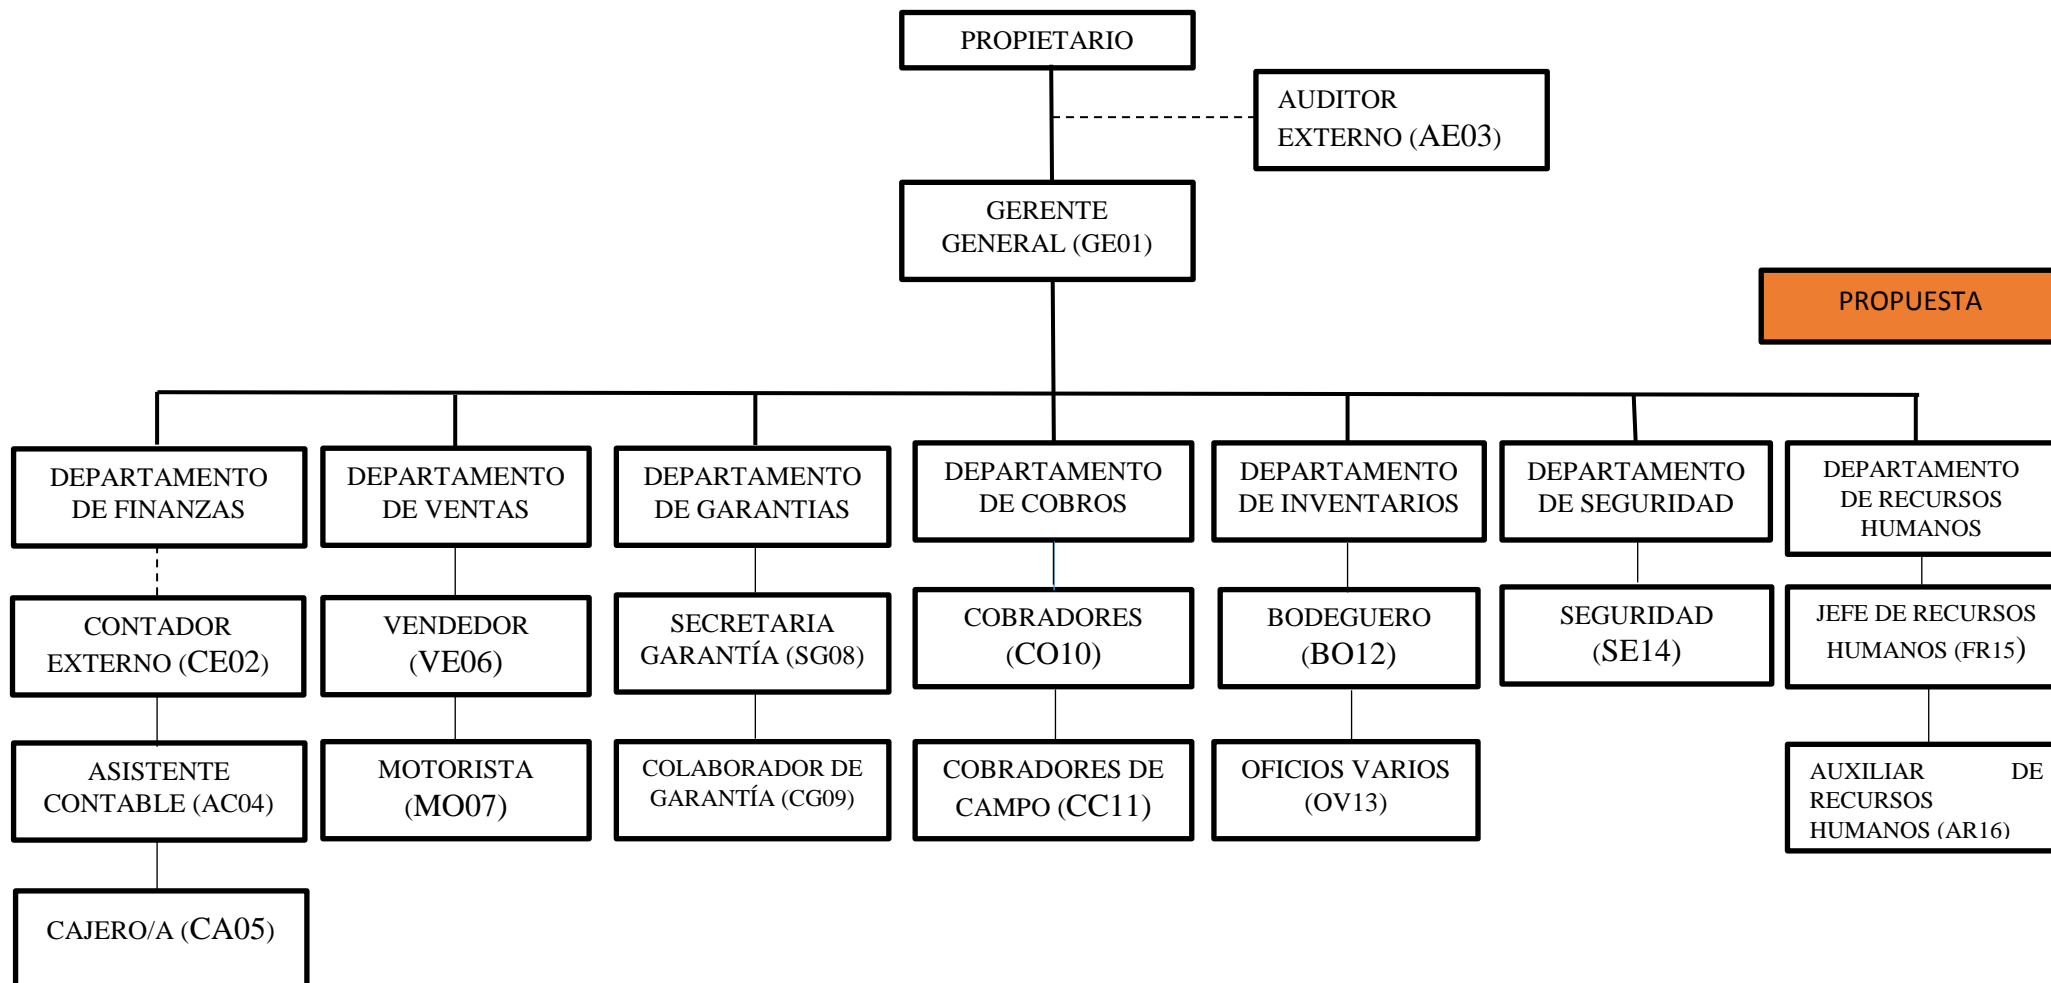 PROPIETARIO
AUDITOR
EXTERNO (AE03)
GERENTE
GENERAL (GE01)
PROPUESTA
DEPARTAMENTO
DE FINANZAS
DEPARTAMENTO
DE VENTAS
DEPARTAMENTO
DE GARANTIAS
DEPARTAMENTO
DE COBROS
DEPARTAMENTO
DE INVENTARIOS
DEPARTAMENTO
DE SEGURIDAD
DEPARTAMENTO
DE RECURSOS
HUMANOS
CONTADOR
EXTERNO (CE02)
VENDEDOR
(VE06)
SECRETARIA
GARANTÍA (SG08)
COBRADORES
(CO10)
BODEGUERO
(BO12)
SEGURIDAD
(SE14)
JEFE DE RECURSOS
HUMANOS (FR15)
ASISTENTE
CONTABLE (AC04)
MOTORISTA
(MO07)
COLABORADOR DE
GARANTÍA (CG09)
COBRADORES DE
CAMPO (CC11)
OFICIOS VARIOS
(OV13)
AUXILIAR DE
RECURSOS
HUMANOS (AR16)
CAJERO/A (CA05)